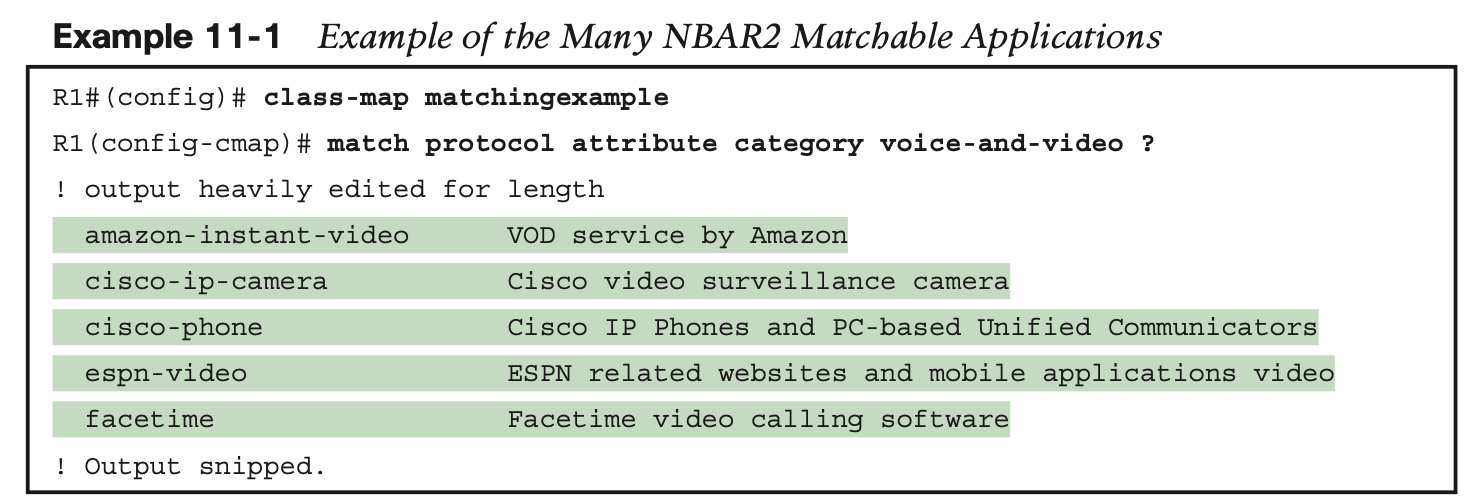 Example 11-1 Example of the Many NBAR2 Matchable Applications
R1#(config)# class-map matchingexample
R1(config-cmap)# match protocol attribute category voice-and-video ?
! output heavily edited for length
amazon-instant-video VOD service by Amazon
cisco-ip-camera Cisco video surveillance camera
cisco-phone Cisco IP Phones and PC-based Unified Communicators
espn-video ESPN related websites and mobile applications video
facetime Facetime video calling software
! Output snipped.